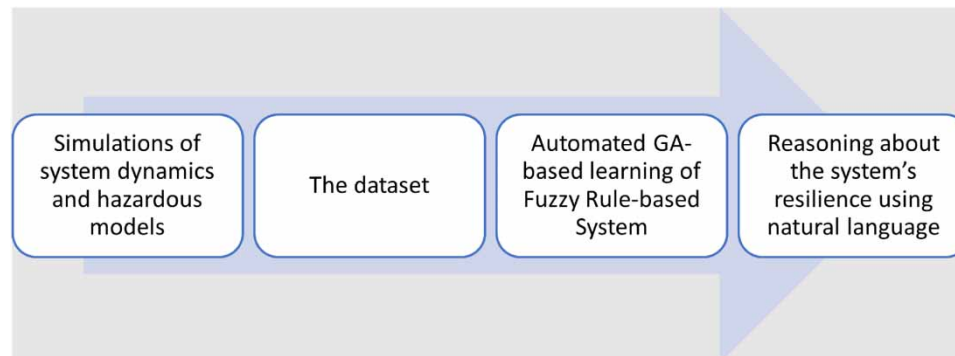 Simulations of
system dynamics
and hazardous
models
The dataset
Automated GA-
based learning of
Fuzzy Rule-based
System
Reasoning about
the system's
resilience using
natural language